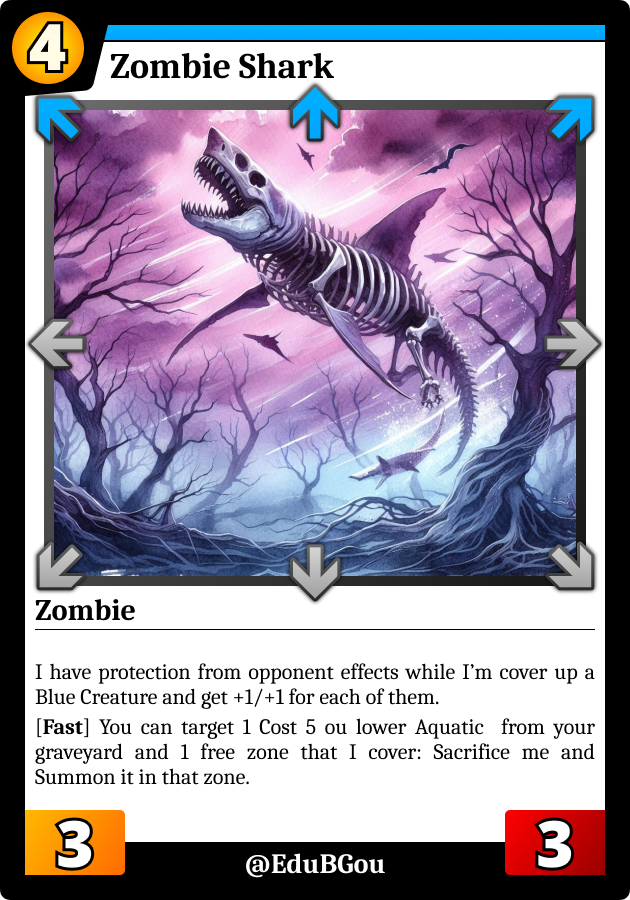 4
Zombie Shark
Zombie
I have protection from opponent effects while I’m cover up a
Blue Creature and get +1/+1 for each of them.
[Fast] You can target 1 Cost 5 ou lower Aquatic from your
graveyard and 1 free zone that I cover: Sacrifice me and
Summon it in that zone.
3
@EduBGou
3